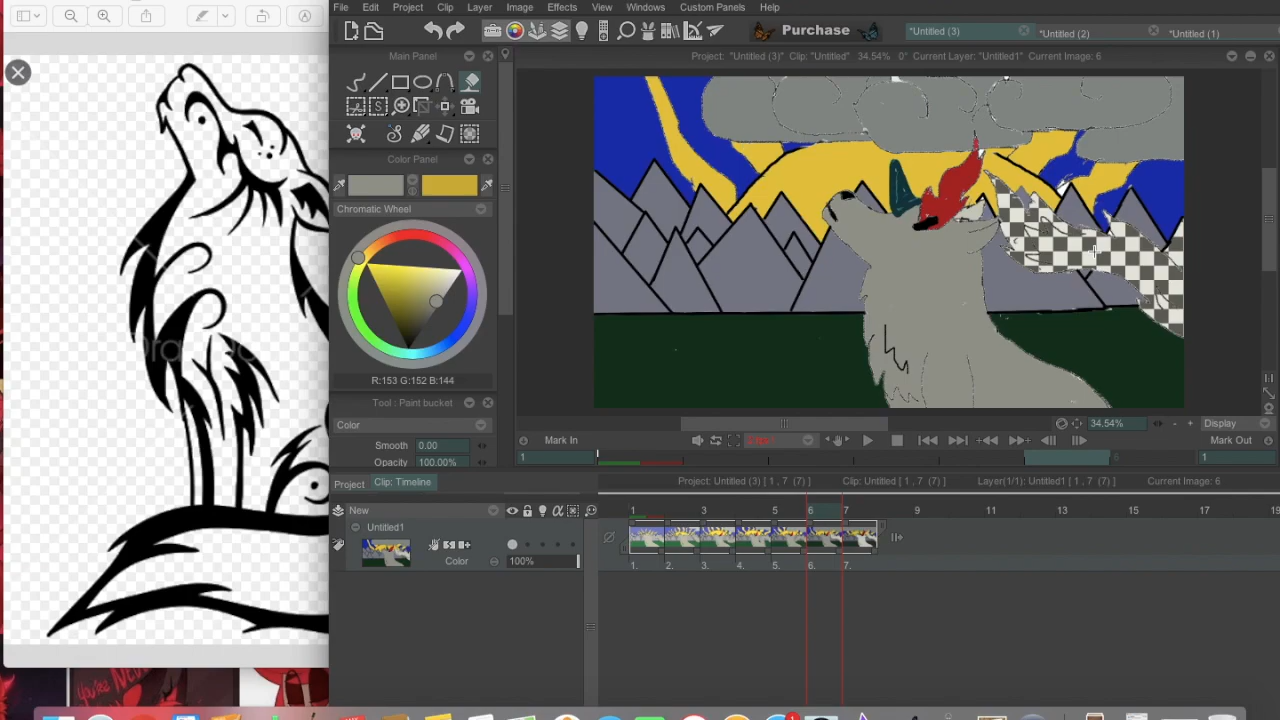 File Edit Project Clip Layer Image Effects View Windows Custom Panels Help
Purchase *Untitled (3) *Untitled (2) *Untitled (1)
Main Panel
Project: "Untitled (3)" Clip: "Untitled" 34.54% 0° Current Layer: "Untitled1" Current Image: 6
Color Panel
Chromatic Wheel
R:153 G:152 B:144
Tool : Paint bucket
Color
Smooth 0.00
Opacity 100.00%
34.54% - + Display
Mark In Mark Out
1 1
Project Clip: Timeline
Project: Untitled (3) [ 1 , 7 (7) ] Clip: Untitled [ 1 , 7 (7) ] Layer(1/1): Untitled1 [ 1 , 7 (7) ] Current Image: 6
New
1 3 5 6 7 9 11 13 15 17 19
Untitled1
Color 100%
1. 2. 3. 4. 5. 6. 7.
You're Never